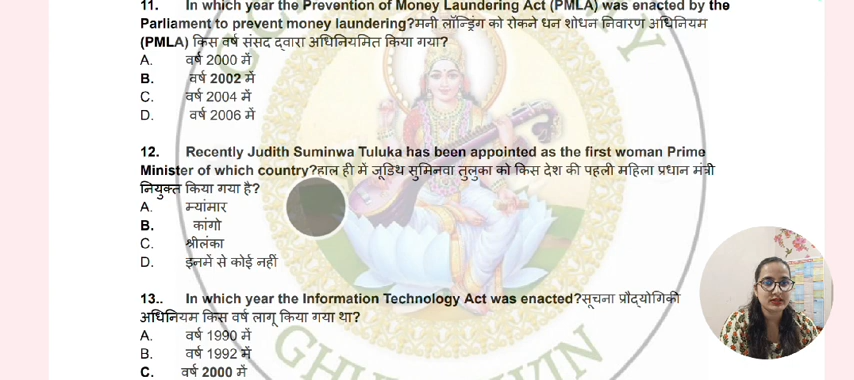 11. In which year the Prevention of Money Laundering Act (PMLA) was enacted by the
Parliament to prevent money laundering?मनी लॉन्ड्रिंग को रोकने धन शोधन निवारण अधिनियम
(PMLA) किस वर्ष संसद द्वारा अधिनियमित किया गया?
A. वर्ष 2000 में
B. वर्ष 2002 में
C. वर्ष 2004 में
D. वर्ष 2006 में
12. Recently Judith Suminwa Tuluka has been appointed as the first woman Prime
Minister of which country?हाल ही में जूडिथ सुमिनवा तुलुका को किस देश की पहली महिला प्रधान मंत्री
नियुक्त किया गया है?
A. म्यांमार
B. कांगो
C. श्रीलंका
D. इनमें से कोई नहीं
13.. In which year the Information Technology Act was enacted?सूचना प्रौद्योगिकी
अधिनियम किस वर्ष लागू किया गया था?
A. वर्ष 1990 में
B. वर्ष 1992 में
C. वर्ष 2000 में